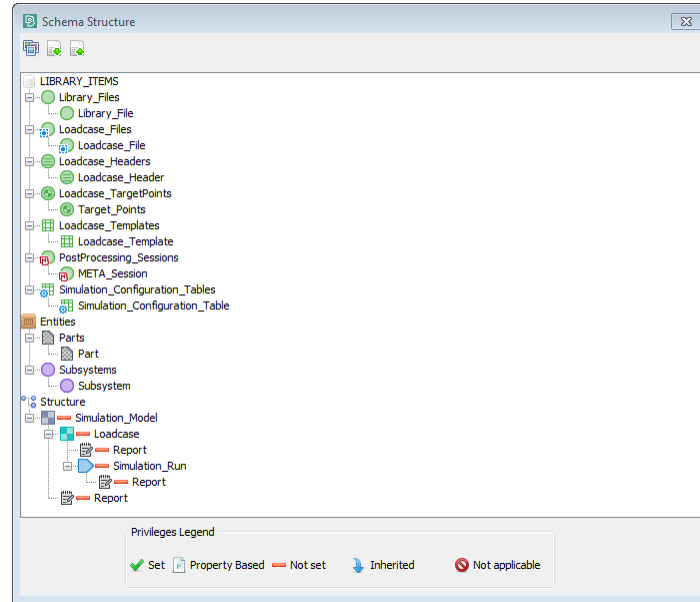 Schema Structure
LIBRARY_ITEMS
Library_Files
Library_File
Loadcase_Files
Loadcase_File
Loadcase_Headers
Loadcase_Header
Loadcase_TargetPoints
Target_Points
Loadcase_Templates
Loadcase_Template
PostProcessing_Sessions
META_Session
Simulation_Configuration_Tables
Simulation_Configuration_Table
Entities
Parts
Part
Subsystems
Subsystem
Structure
Simulation_Model
Loadcase
Report
Simulation_Run
Report
Report
Privileges Legend
Set Property Based Not set Inherited Not applicable